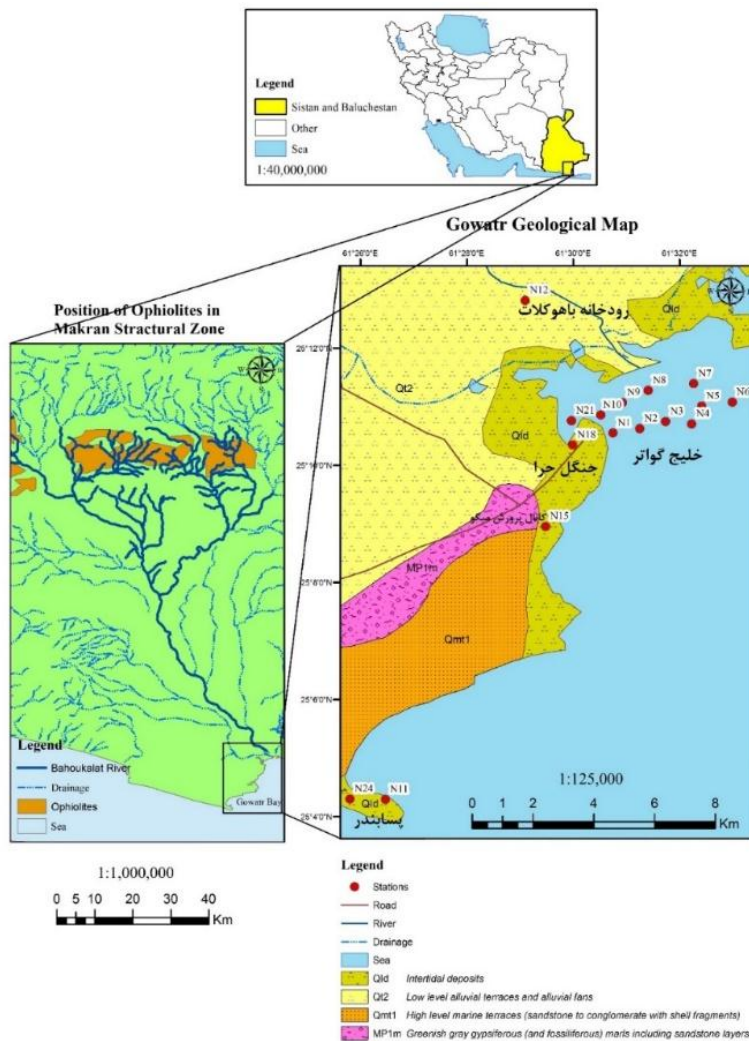 Legend
Sistan and Baluchestan
Other
Sea
1:40,000,000
Gowatr Geological Map
61°26'0"E
61°28'0"E
61°30'0"E
61°32'0"E
Position of Ophiolites in
Makran Stractural Zone
N12
رودخانه باهوکلات
Qld
25°12'0"N
Qt2
N7
N8
N5
N6
N9
N10
N21
N3
N4
N1
N2
N18
Qld
خلیج گواتر
جنگل حرا
25°10'0"N
کانال پرورش میگو
N15
MP1m
25°8'0"N
Qmt1
25°6'0"N
Legend
Bahoukalat River
Drainage
Ophiolites
Sea
Gowatr Bay
1:125,000
N24
N11
Qld
25°4'0"N
پسابندر
0 2 4 6 8
Km
1:1,000,000
0 5 10 20 30 40
Km
Legend
Stations
Road
River
Drainage
Sea
Qld Intertidal deposits
Qt2 Low level alluvial terraces and alluvial fans
Qmt1 High level marine terraces (sandstone to conglomerate with shell fragments)
MP1m Greenish gray gypsiferous (and fossiliferous) marls including sandstone layers